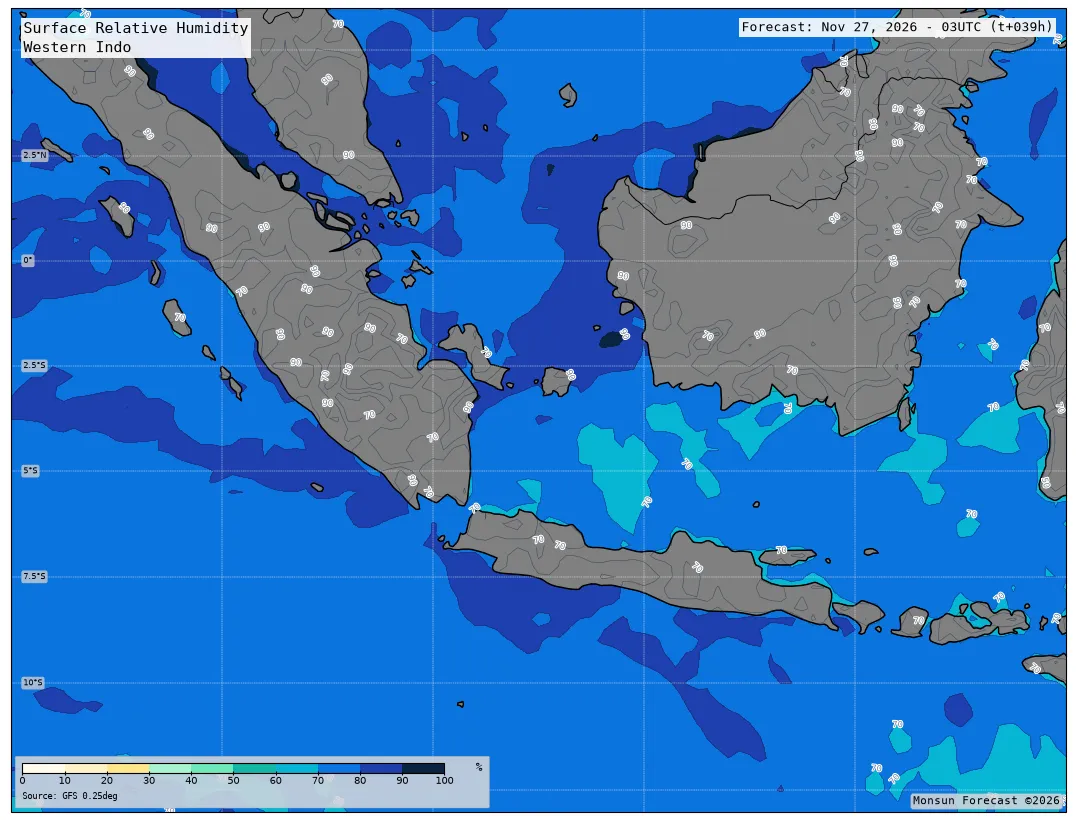 Surface Relative Humidity
Western Indo
Forecast: Nov 27, 2026 - 03UTC (t+039h)
2.5°N
0°
2.5°S
5°S
7.5°S
10°S
%
0 10 20 30 40 50 60 70 80 90 100
Source: GFS 0.25deg
Monsun Forecast ©2026